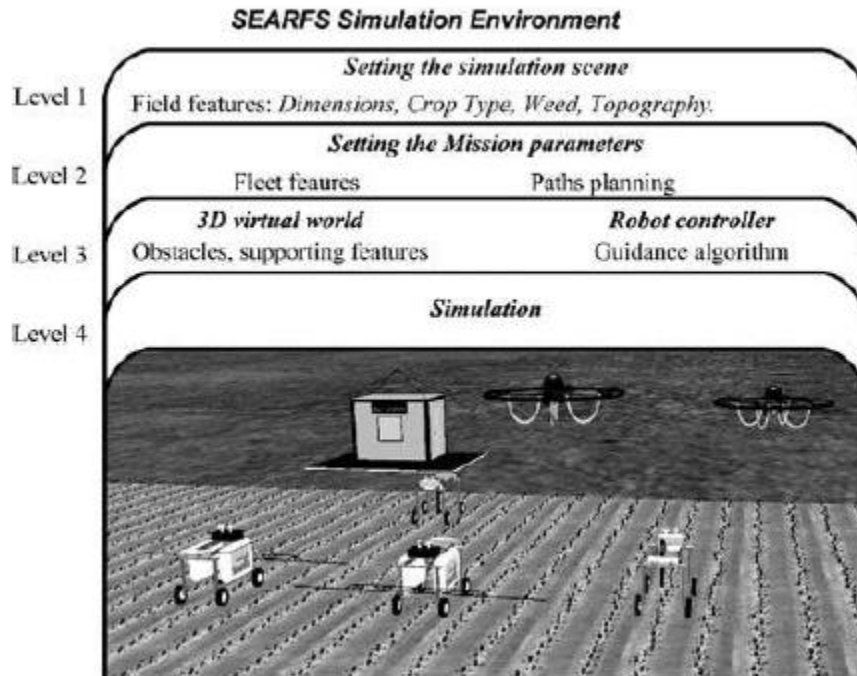 SEARFS Simulation Environment
Level 1
Setting the simulation scene
Field features: Dimensions, Crop Type, Weed, Topography.
Level 2
Setting the Mission parameters
Fleet feaures Paths planning
Level 3
3D virtual world Robot controller
Obstacles, supporting features Guidance algorithm
Level 4
Simulation